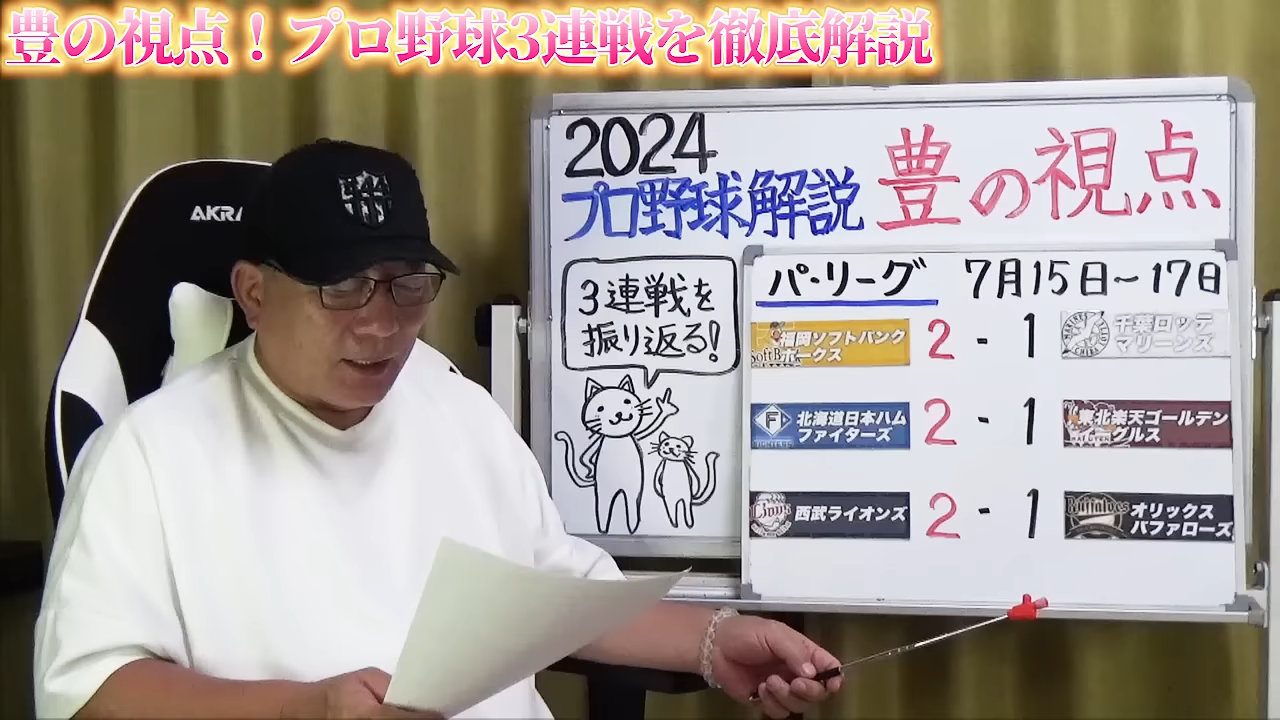 豊の視点！プロ野球3連戦を徹底解説
AKRA
2024
プロ野球解説
豊の視点
3連戦を
振り返る!
パ・リーグ 7月15日~17日
福岡ソフトバンク
ホークス
2 - 1
千葉ロッテ
マリーンズ
北海道日本ハム
ファイターズ
FIGHTERS
2 - 1
東北楽天ゴールデン
イーグルス
Lions
西武ライオンズ
2 - 1
Buffaloes
オリックス
バファローズ